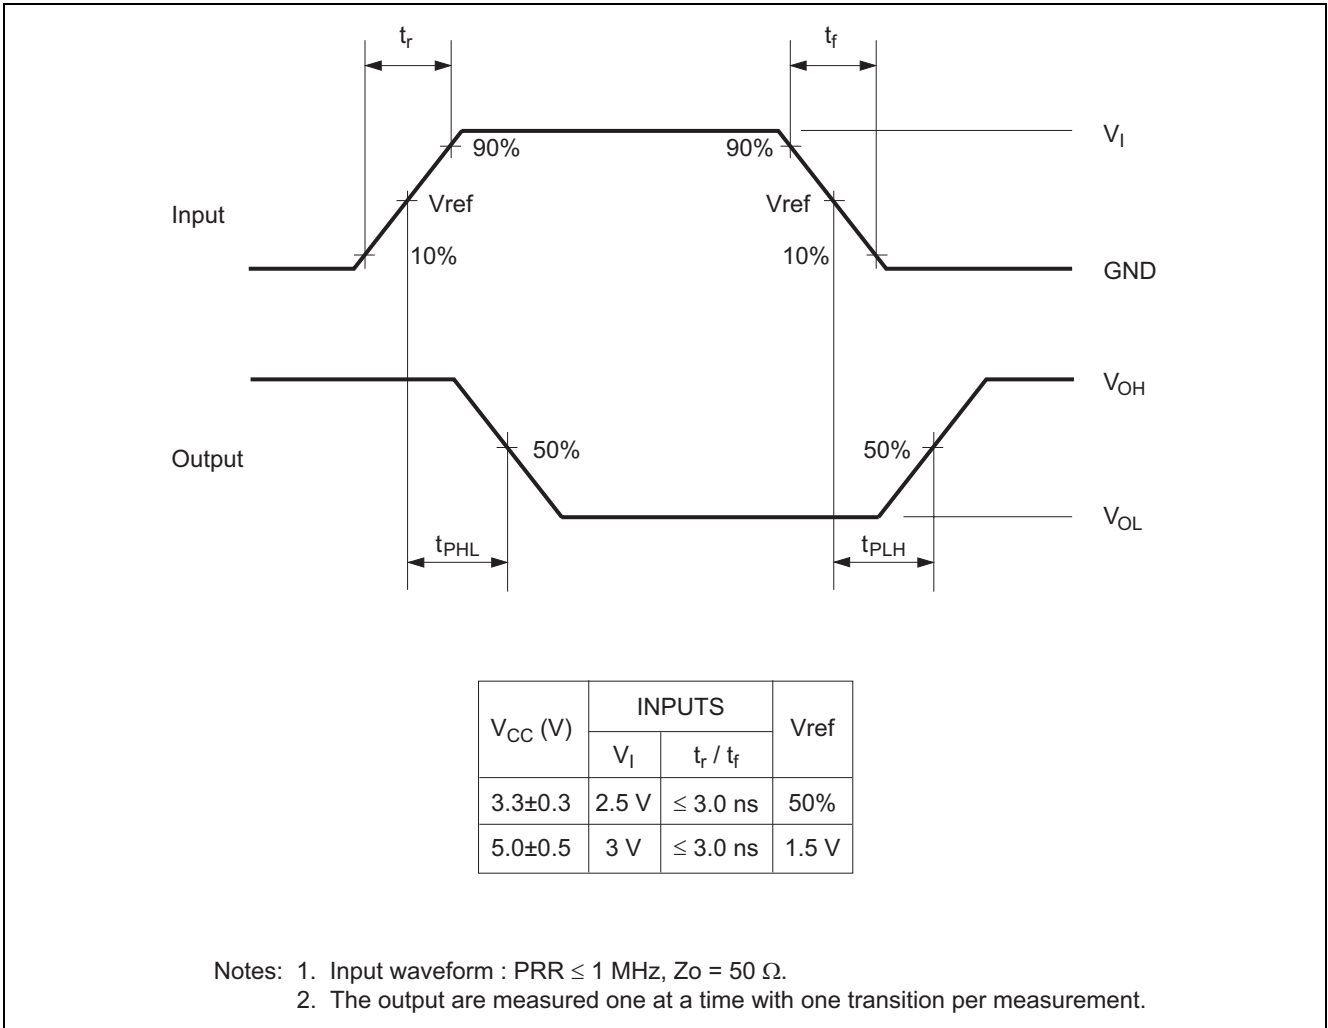 tr tf
VI
90% 90%
Input Vref Vref
10% 10%
GND
VOH
Output 50% 50%
VOL
tPHL tPLH
VCC (V) INPUTS Vref
VI tr / tf
3.3±0.3 2.5 V ≤ 3.0 ns 50%
5.0±0.5 3 V ≤ 3.0 ns 1.5 V
Notes: 1. Input waveform : PRR ≤ 1 MHz, Zo = 50 Ω.
2. The output are measured one at a time with one transition per measurement.